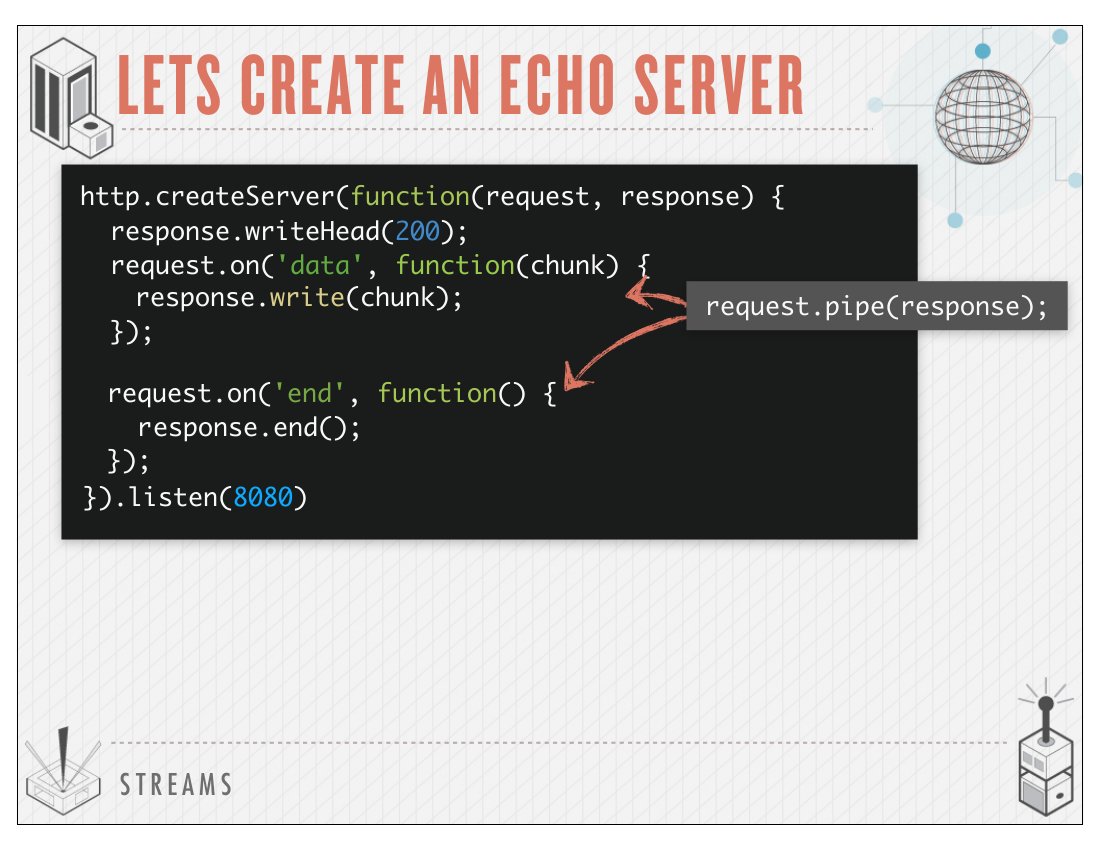 LETS CREATE AN ECHO SERVER
http.createServer(function(request, response) {
response.writeHead(200);
request.on('data', function(chunk) {
response.write(chunk);
});
request.pipe(response);
request.on('end', function() {
response.end();
});
}).listen(8080)
STREAMS